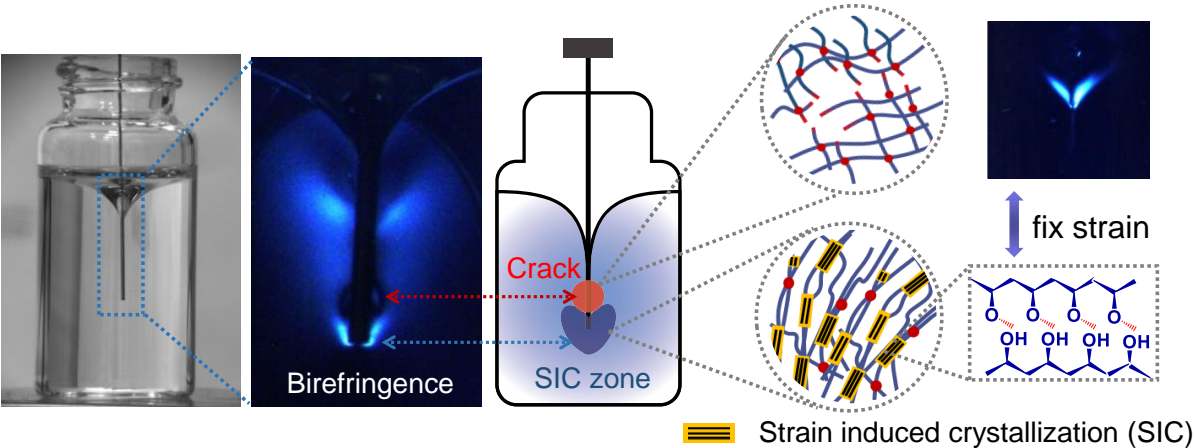 Birefringence
Crack
SIC zone
fix strain
O O O O
OH OH OH OH
Strain induced crystallization (SIC)